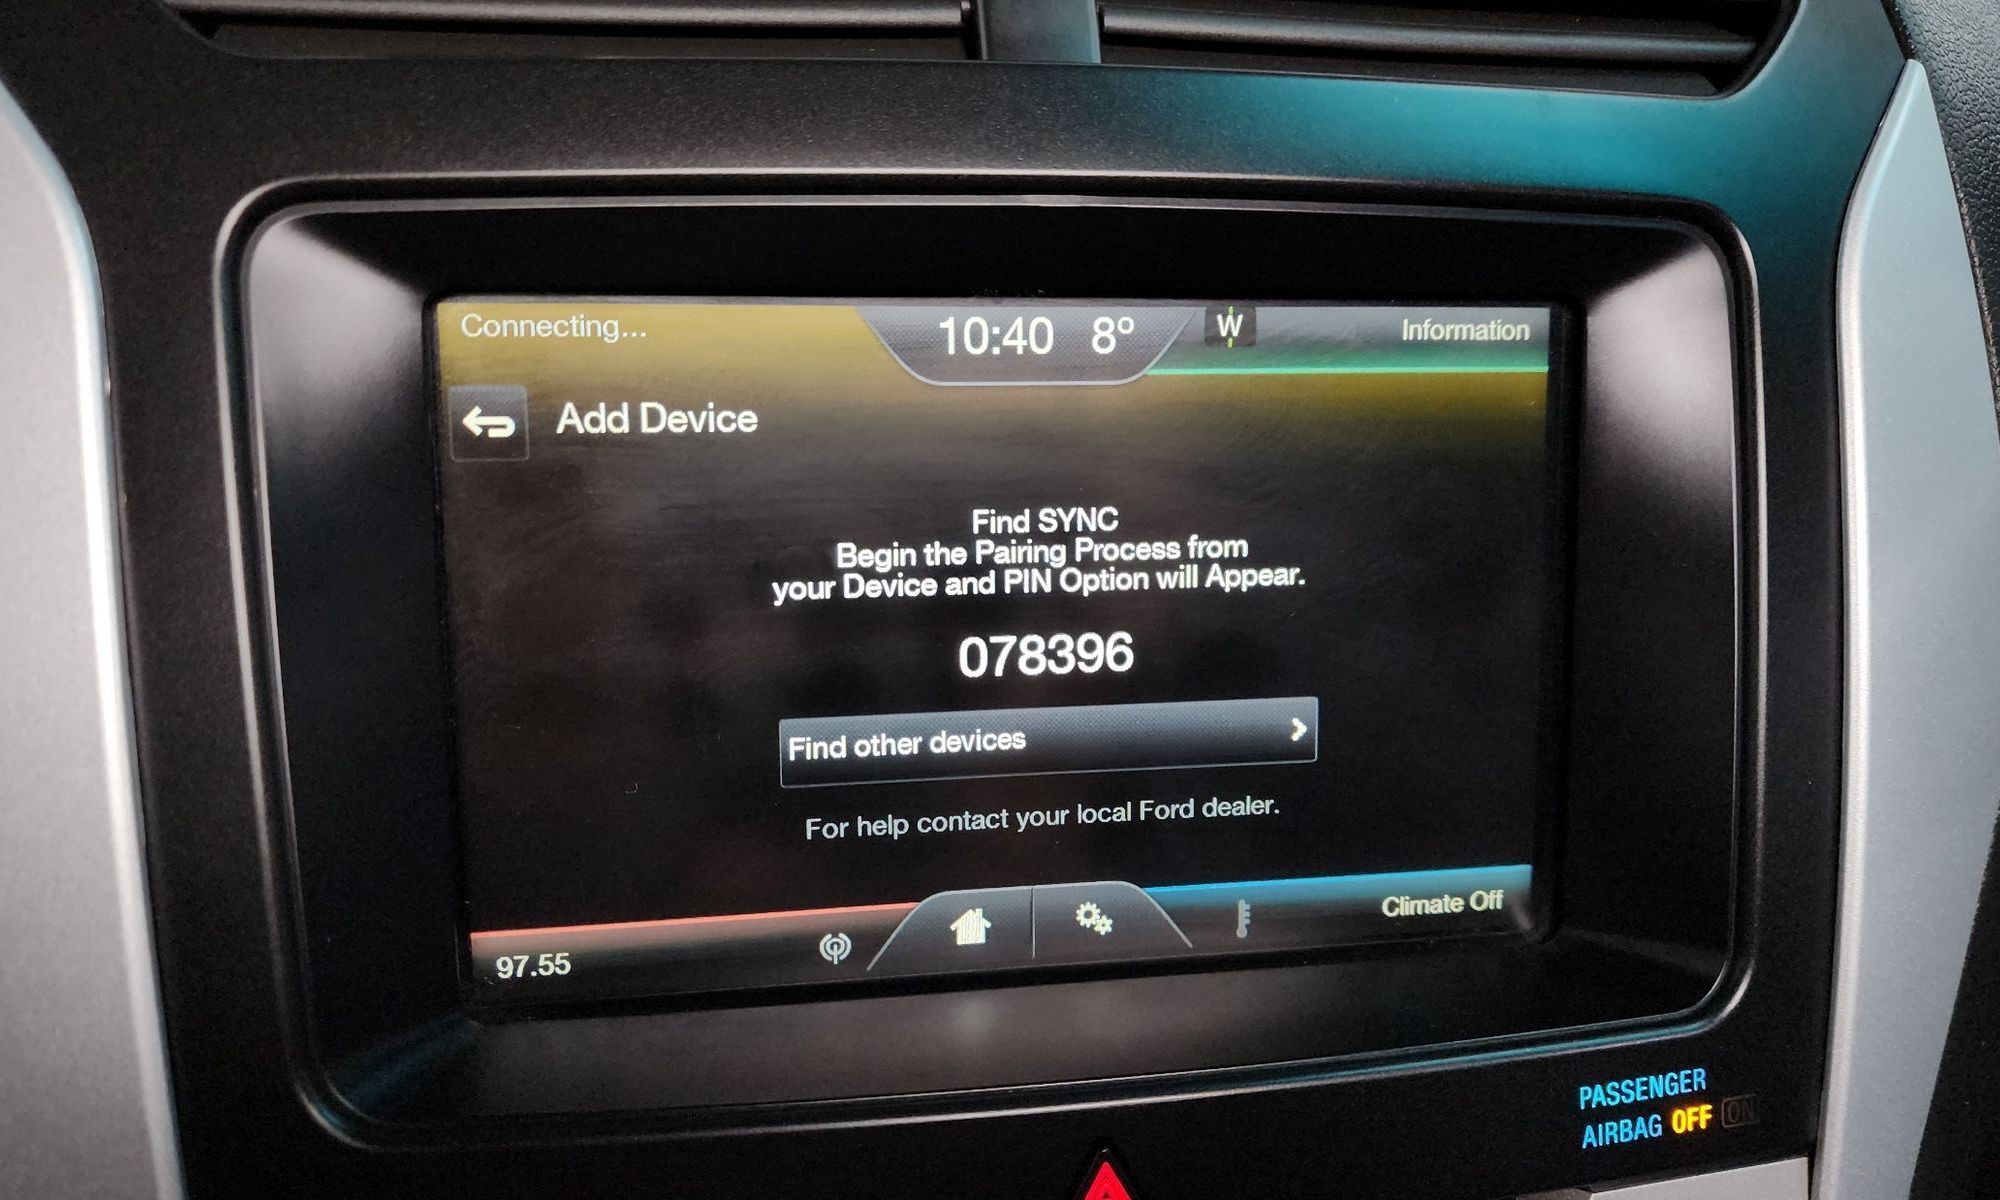 Connecting...
10:40 8°
W
Information
Add Device
Find SYNC
Begin the Pairing Process from
your Device and PIN Option will Appear.
078396
Find other devices
For help contact your local Ford dealer.
97.55
Climate Off
PASSENGER
AIRBAG OFF ON